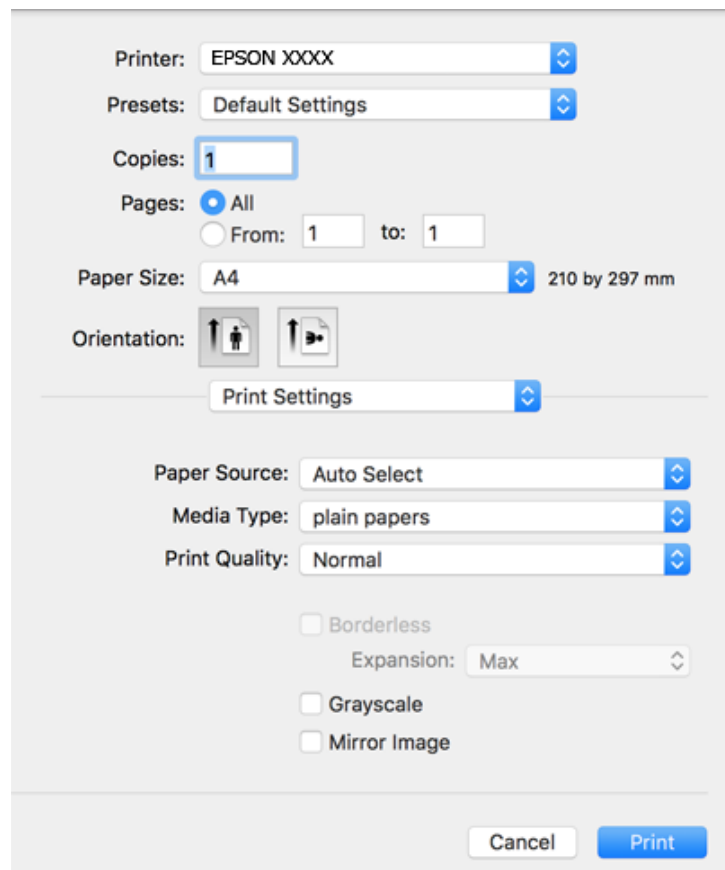 Printer: EPSON XXXX
Presets: Default Settings
Copies: 1
Pages: All
From: 1 to: 1
Paper Size: A4 210 by 297 mm
Orientation:
Print Settings
Paper Source: Auto Select
Media Type: plain papers
Print Quality: Normal
Borderless
Expansion: Max
Grayscale
Mirror Image
Cancel Print